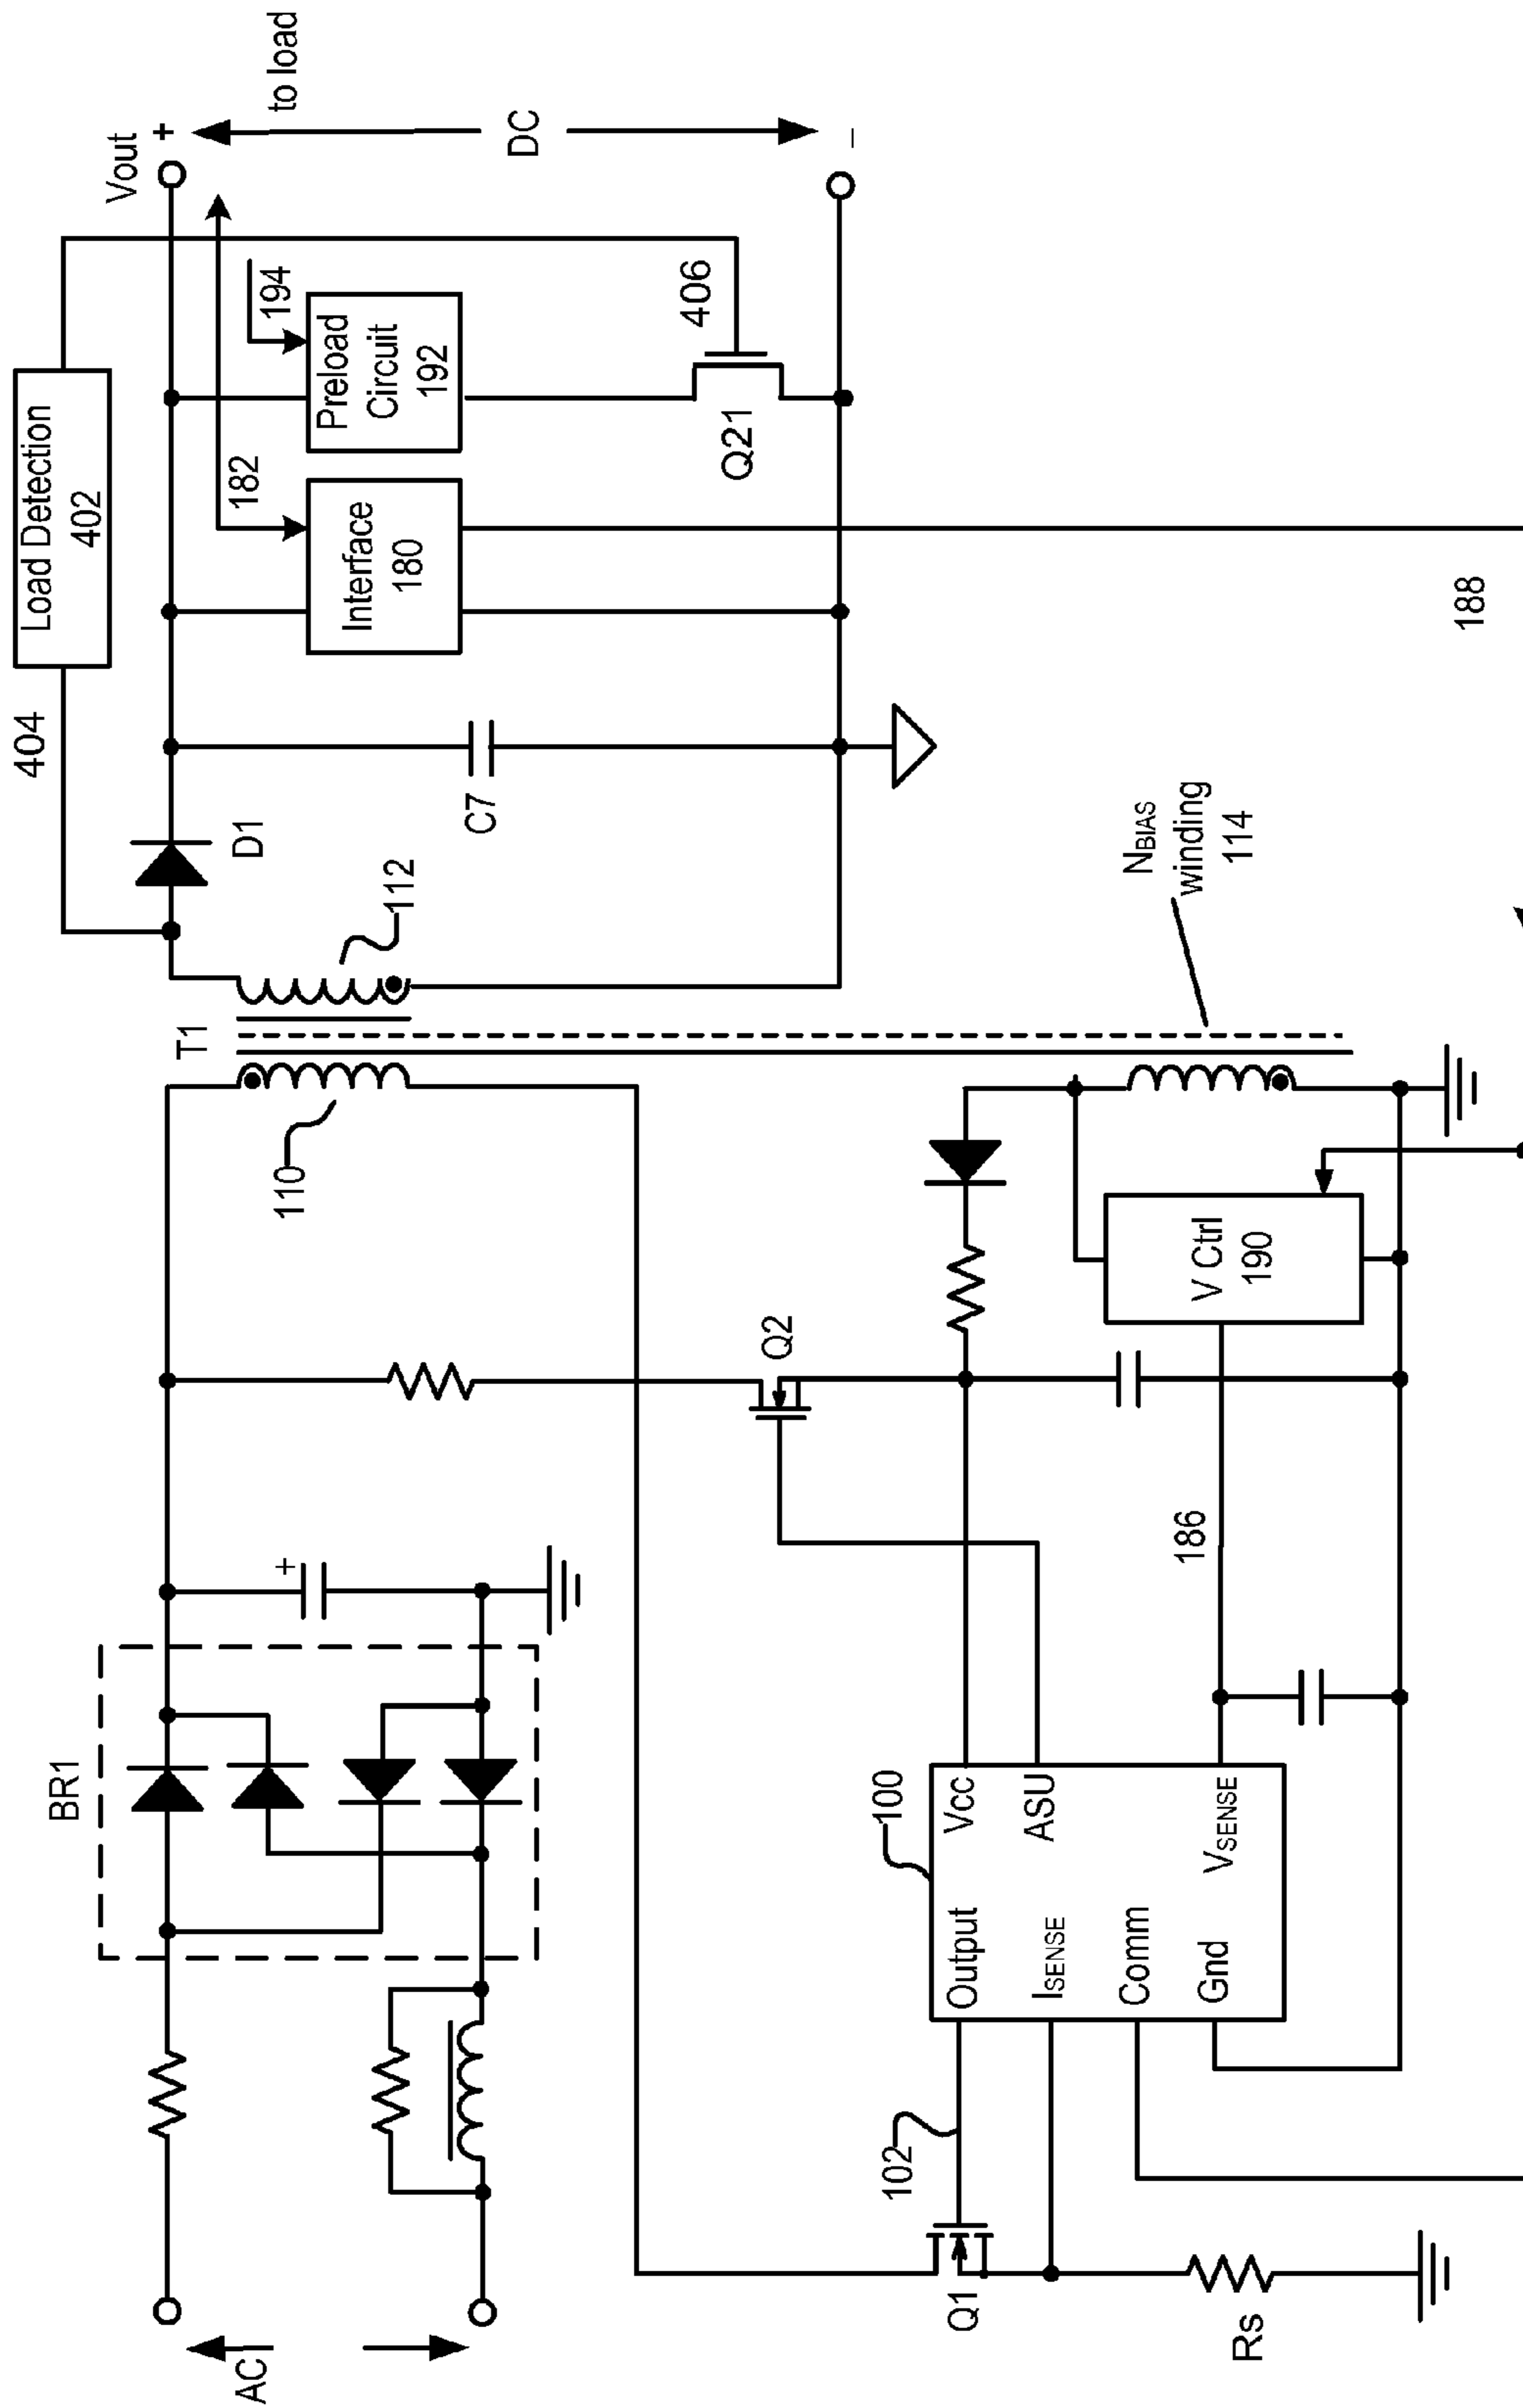 AC
BR1
+
110
T1
112
404
Load Detection
402
D1
C7
182
Interface
180
194
Preload
Circuit
192
Q21
406
Vout
+
to load
DC
–
Q2
102
100
Output
Vcc
ISENSE
ASU
Comm
Gnd
VSENSE
186
V Ctrl
190
NBIAS
winding
114
188
Q1
Rs